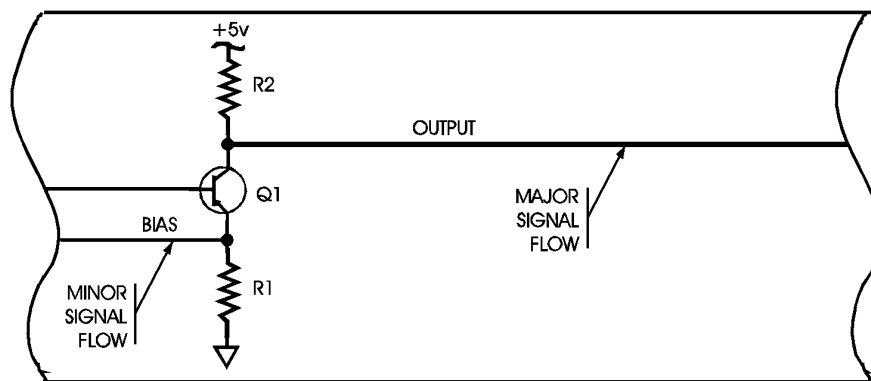 +5v
R2
OUTPUT
Q1
MAJOR
SIGNAL
FLOW
BIAS
R1
MINOR
SIGNAL
FLOW